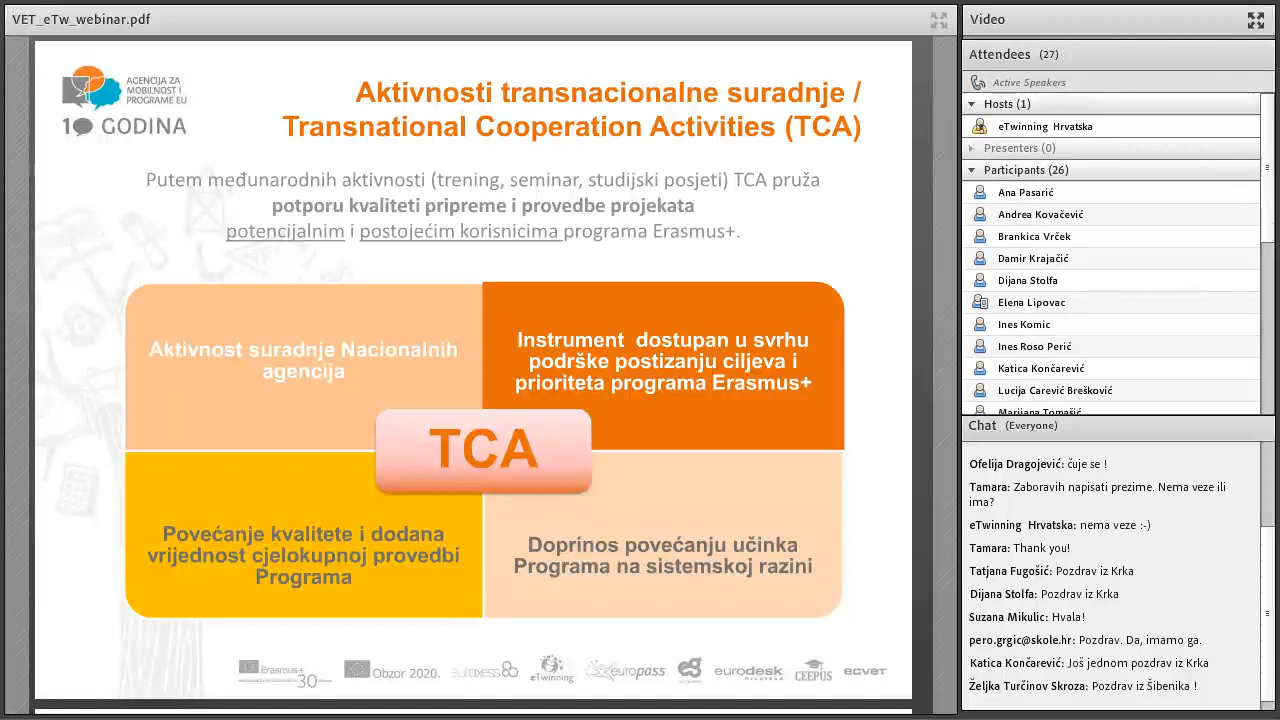 VET_eTw_webinar.pdf
AGENCIJA ZA
MOBILNOST I
PROGRAME EU
10 GODINA
Aktivnosti transnacionalne suradnje /
Transnational Cooperation Activities (TCA)
Putem međunarodnih aktivnosti (trening, seminar, studijski posjeti) TCA pruža
potporu kvaliteti pripreme i provedbe projekata
potencijalnim i postojećim korisnicima programa Erasmus+.
Aktivnost suradnje Nacionalnih
agencija
Instrument dostupan u svrhu
podrške postizanju ciljeva i
prioriteta programa Erasmus+
TCA
Povećanje kvalitete i dodana
vrijednost cjelokupnoj provedbi
Programa
Doprinos povećanju učinka
Programa na sistemskoj razini
Erasmus+
30
Obzor 2020.
euraxess
eTwinning
europass
eurodesk
CEEPUS
ECVET
Video
Attendees (27)
Active Speakers
Hosts (1)
eTwinning Hrvatska
Presenters (0)
Participants (26)
Ana Pasarić
Andrea Kovačević
Brankica Vrček
Damir Krajačić
Dijana Stolfa
Elena Lipovac
Ines Komic
Ines Roso Perić
Katica Končarević
Lucija Carević Brešković
Marijana Tomašić
Chat (Everyone)
Ofelija Dragojević: čuje se !
Tamara: Zaboravih napisati prezime. Nema veze ili
ima?
eTwinning Hrvatska: nema veze :-)
Tamara: Thank you!
Tatjana Fugošić: Pozdrav iz Krka
Dijana Stolfa: Pozdrav iz Krka
Suzana Mikulic: Hvala!
pero.grgic@skole.hr: Pozdrav. Da, imamo ga.
Katica Končarević: Još jednom pozdrav iz Krka
Željka Turčinov Skroza: Pozdrav iz Šibenika !